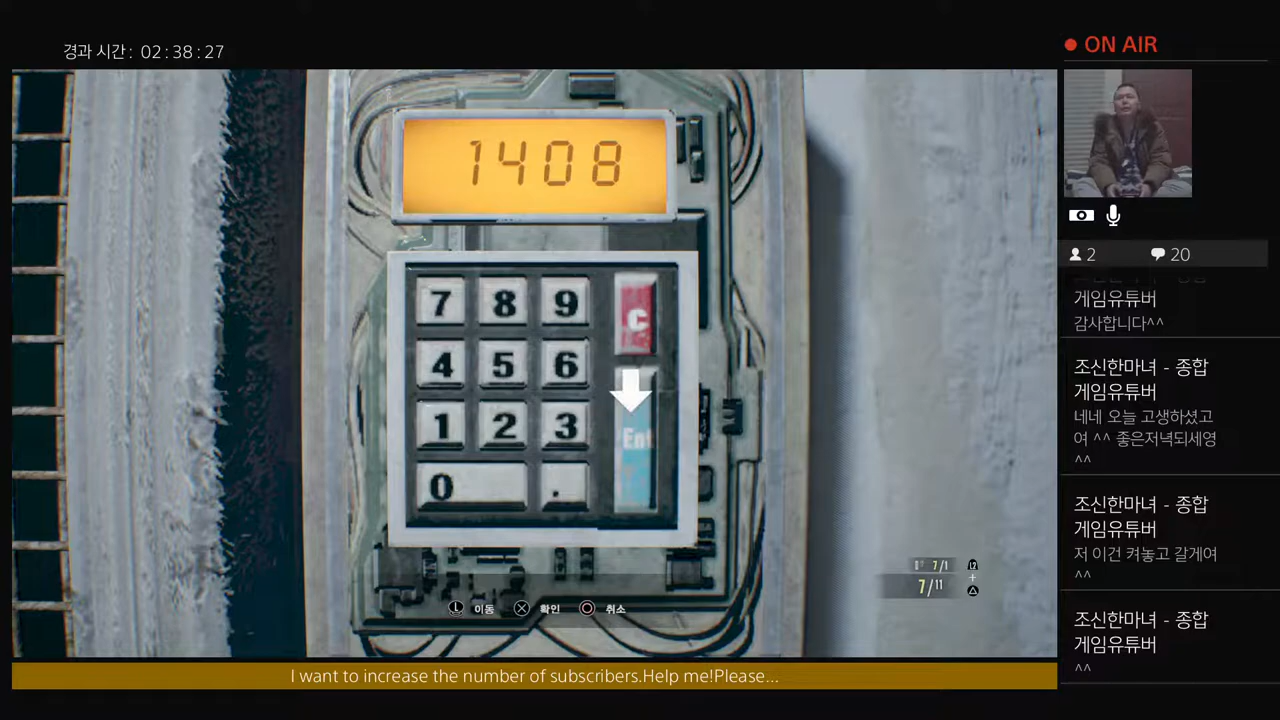 경과 시간: 02:38:27
ON AIR
1408
7 8 9 C
4 5 6
1 2 3 Ent
0 .
7/1
7/11
L 이동 확인 취소
I want to increase the number of subscribers.Help me!Please...
2 20
게임유튜버
감사합니다^^
조신한마녀 - 종합
게임유튜버
네네 오늘 고생하셨고
여 ^^ 좋은저녁되세영
^^
조신한마녀 - 종합
게임유튜버
저 이건 켜놓고 갈게여
^^
조신한마녀 - 종합
게임유튜버
^^